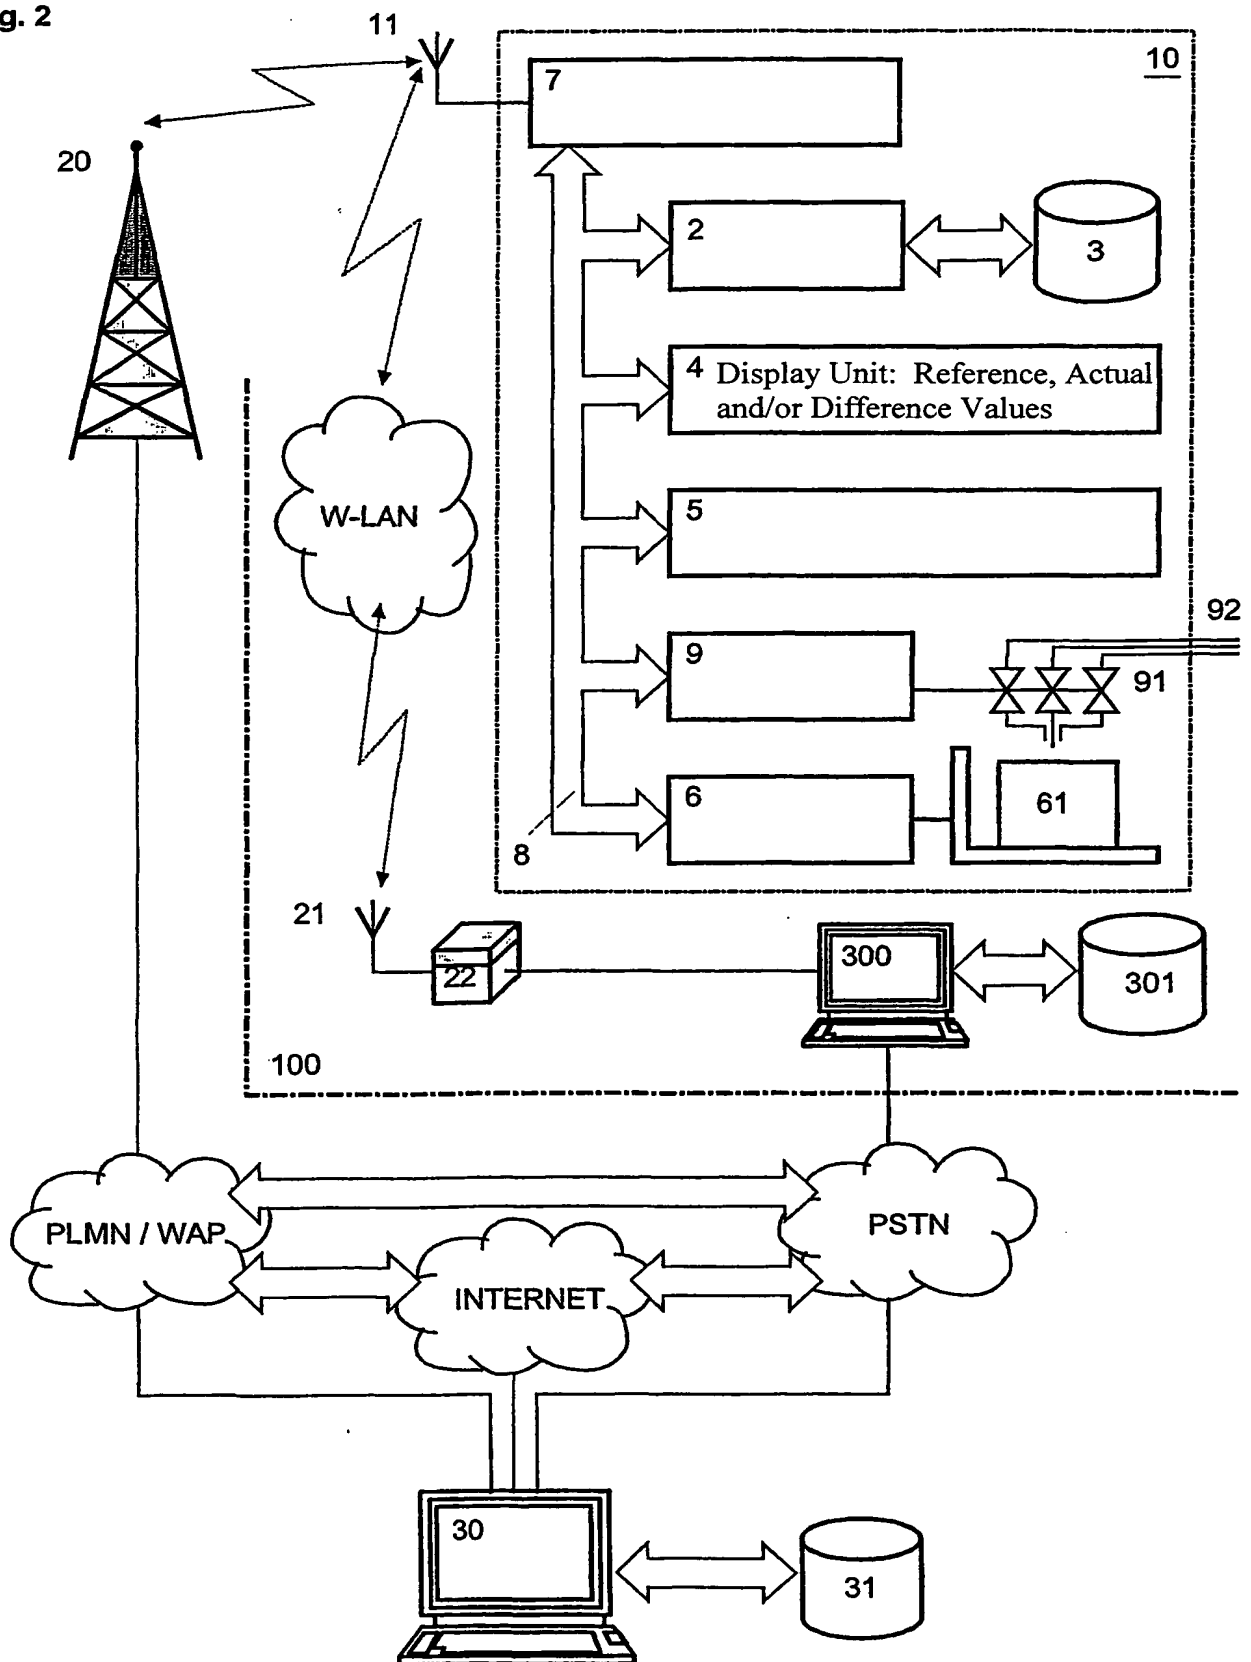 g. 2
11
10
7
20
2
3
4 Display Unit: Reference, Actual
and/or Difference Values
W-LAN
5
92
9
91
6
61
8
21
22
300
301
100
PLMN / WAP
PSTN
INTERNET
30
31